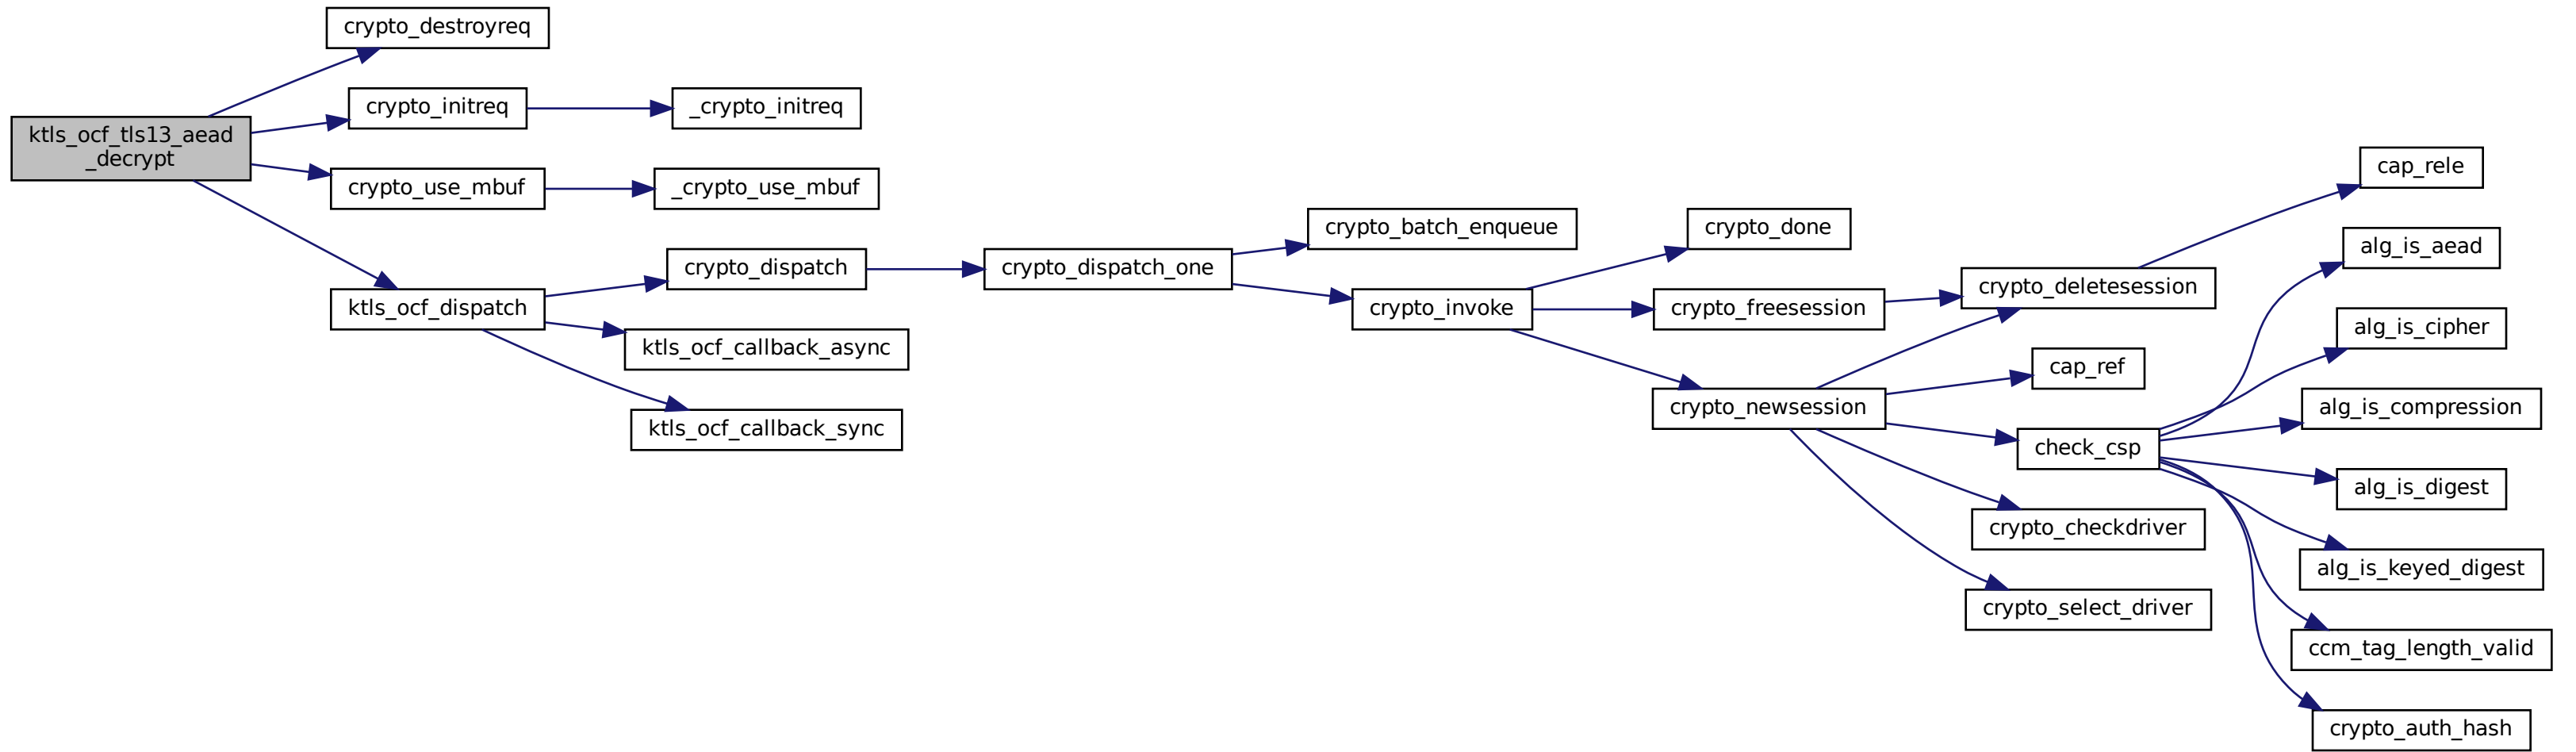 ktls_ocf_tls13_aead
_decrypt
crypto_destroyreq
crypto_initreq
_crypto_initreq
crypto_use_mbuf
_crypto_use_mbuf
ktls_ocf_dispatch
crypto_dispatch
ktls_ocf_callback_async
ktls_ocf_callback_sync
crypto_dispatch_one
crypto_batch_enqueue
crypto_invoke
crypto_done
crypto_freesession
crypto_newsession
crypto_deletesession
cap_ref
check_csp
crypto_checkdriver
crypto_select_driver
cap_rele
alg_is_aead
alg_is_cipher
alg_is_compression
alg_is_digest
alg_is_keyed_digest
ccm_tag_length_valid
crypto_auth_hash